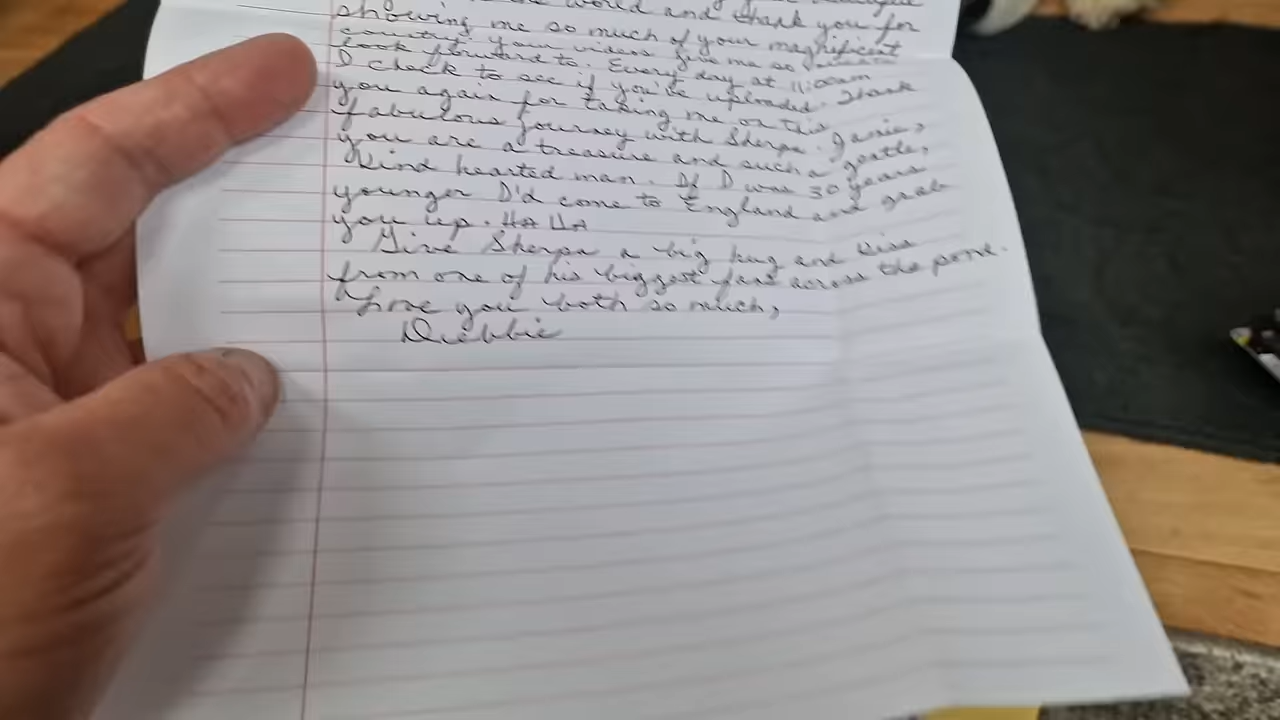 the world and thank you for
showing me so much of your magnificent
country. your videos give me so
look forward to. Every day at 11:00am
I check to see if you've uploaded. Thank
you again for taking me on this
fabulous journey with Sherpa. Jamie,
you are a treasure and such a gentle,
kind hearted man. If I was 30 years
younger I'd come to England and grab
you up. HA HA
Give Sherpa a big hug and kiss
from one of his biggest fans across the pond.
Love you both so much,
Debbie